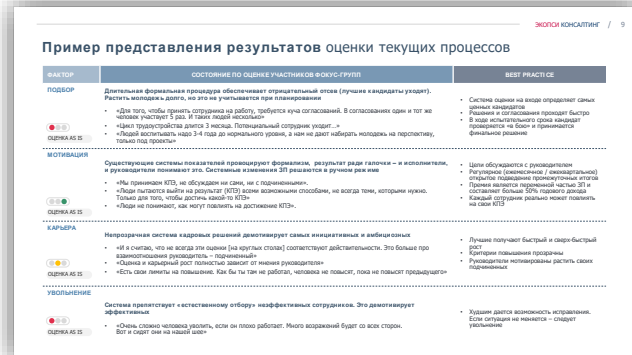 ЭКОПСИ КОНСАЛТИНГ / 9
Пример представления результатов оценки текущих процессов
ФАКТОР
СОСТОЯНИЕ ПО ОЦЕНКЕ УЧАСТНИКОВ ФОКУС-ГРУПП
BEST PRACTICE
ПОДБОР
ОЦЕНКА AS IS
Длительная формальная процедура обеспечивает отрицательный отсев (лучшие кандидаты уходят).
Растить молодежь долго, но это не учитывается при планировании
• «Для того, чтобы принять сотрудника на работу, требуется куча согласований. В согласованиях один и тот же
человек участвует 5 раз. И таких людей несколько»
• «Цикл трудоустройства длится 3 месяца. Потенциальный сотрудник уходит...»
• «Людей воспитывать надо 3-4 года до нормального уровня, а нам не дают набирать молодежь на перспективу,
только под проекты»
• Система оценки на входе определяет самых
ценных кандидатов
• Решения и согласования проходят быстро
• В ходе испытательного срока кандидат
проверяется «в бою» и принимается
финальное решение
МОТИВАЦИЯ
ОЦЕНКА AS IS
Существующие системы показателей провоцируют формализм, результат ради галочки – и исполнители,
и руководители понимают это. Системные изменения ЗП решаются в ручном режиме
• «Мы принимаем КПЭ, не обсуждаем ни сами, ни с подчиненными».
• «Люди пытаются выйти на результат (КПЭ) всеми возможными способами, не всегда теми, которыми нужно.
Только для того, чтобы достичь какой-то КПЭ»
• «Люди не понимают, как могут повлиять на достижение КПЭ».
• Цели обсуждаются с руководителем
• Регулярное (ежемесячное / ежеквартальное)
открытое подведение промежуточных итогов
• Премия является переменной частью ЗП и
составляет больше 50% годового дохода
• Каждый сотрудник реально может повлиять
на свои КПЭ
КАРЬЕРА
ОЦЕНКА AS IS
Непрозрачная система кадровых решений демотивирует самых инициативных и амбициозных
• «И я считаю, что не всегда эти оценки [на круглых столах] соответствуют действительности. Это больше про
взаимоотношения руководитель – подчиненный»
• «Оценка и карьерный рост полностью зависит от мнения руководителя»
• «Есть свои лимиты на повышение. Как бы ты там не работал, человека не повысят, пока не повысят предыдущего»
• Лучшие получают быстрый и сверх-быстрый
рост
• Критерии повышения прозрачны
• Руководители мотивированы растить своих
подчиненных
УВОЛЬНЕНИЕ
ОЦЕНКА AS IS
Система препятствует «естественному отбору» неэффективных сотрудников. Это демотивирует
эффективных
• «Очень сложно человека уволить, если он плохо работает. Много возражений будет со всех сторон.
Вот и сидят они на нашей шее»
• Худшим дается возможность исправления.
Если ситуация не меняется – следует
увольнение